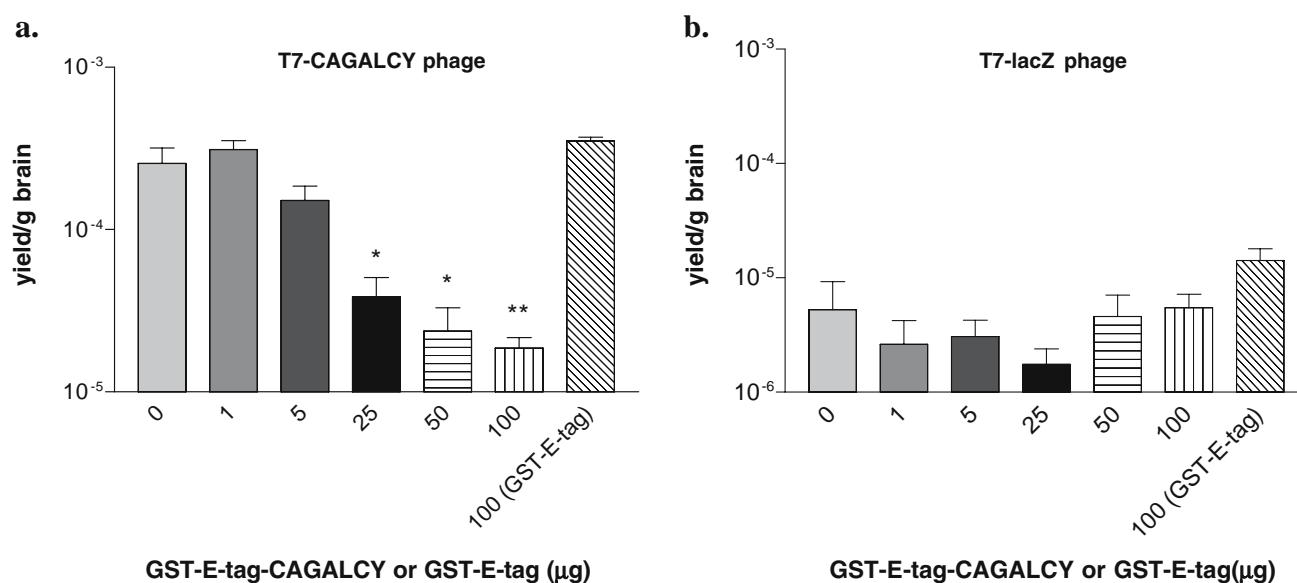 a.
T7-CAGALCY phage
10-3
10-4
10-5
yield/g brain
*
*
**
0
1
5
25
50
100
100 (GST-E-tag)
GST-E-tag-CAGALCY or GST-E-tag (µg)
b.
T7-lacZ phage
10-3
10-4
10-5
10-6
yield/g brain
0
1
5
25
50
100
100 (GST-E-tag)
GST-E-tag-CAGALCY or GST-E-tag(µg)